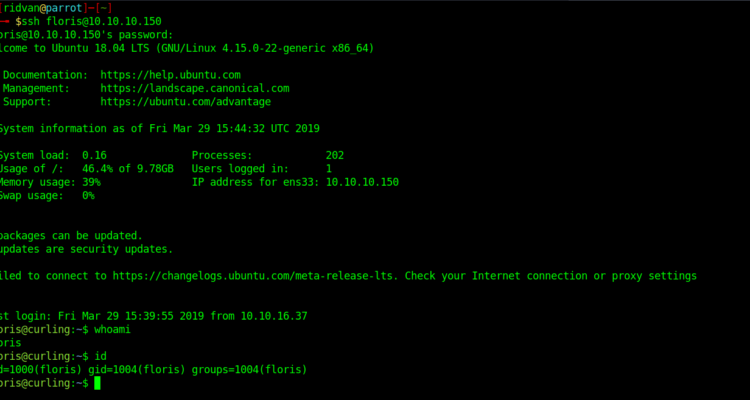 [ridvan@parrot]-[~]
$ssh floris@10.10.10.150
oris@10.10.10.150's password:
lcome to Ubuntu 18.04 LTS (GNU/Linux 4.15.0-22-generic x86_64)
Documentation: https://help.ubuntu.com
Management: https://landscape.canonical.com
Support: https://ubuntu.com/advantage
System information as of Fri Mar 29 15:44:32 UTC 2019
System load: 0.16 Processes: 202
Usage of /: 46.4% of 9.78GB Users logged in: 1
Memory usage: 39% IP address for ens33: 10.10.10.150
Swap usage: 0%
packages can be updated.
updates are security updates.
iled to connect to https://changelogs.ubuntu.com/meta-release-lts. Check your Internet connection or proxy settings
st login: Fri Mar 29 15:39:55 2019 from 10.10.16.37
oris@curling:~$ whoami
oris
oris@curling:~$ id
d=1000(floris) gid=1004(floris) groups=1004(floris)
oris@curling:~$